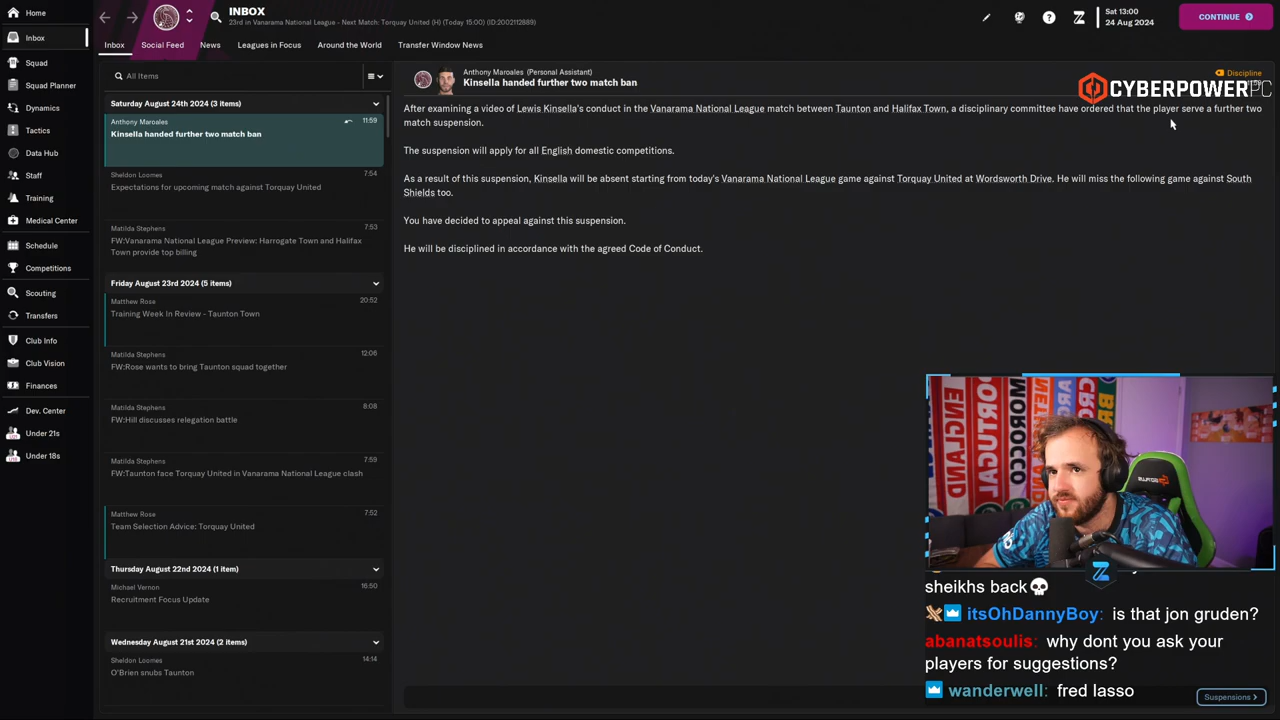 Home
INBOX
23rd in Vanarama National League - Next Match: Torquay United (H) (Today 15:00) (ID:2002112889)
Sat 13:00
24 Aug 2024
CONTINUE
Inbox
Inbox
Social Feed
News
Leagues in Focus
Around the World
Transfer Window News
Squad
Squad Planner
Dynamics
Tactics
Data Hub
Staff
Training
Medical Center
Schedule
Competitions
Scouting
Transfers
Club Info
Club Vision
Finances
Dev. Center
Under 21s
Under 18s
All Items
Saturday August 24th 2024 (3 items)
Anthony Maroales
11:59
Kinsella handed further two match ban
Sheldon Loomes
7:54
Expectations for upcoming match against Torquay United
Matilda Stephens
7:53
FW:Vanarama National League Preview: Harrogate Town and Halifax
Town provide top billing
Friday August 23rd 2024 (5 items)
Matthew Rose
20:52
Training Week In Review - Taunton Town
Matilda Stephens
12:06
FW:Rose wants to bring Taunton squad together
Matilda Stephens
8:08
FW:Hill discusses relegation battle
Matilda Stephens
7:59
FW:Taunton face Torquay United in Vanarama National League clash
Matthew Rose
7:52
Team Selection Advice: Torquay United
Thursday August 22nd 2024 (1 item)
Michael Vernon
16:50
Recruitment Focus Update
Wednesday August 21st 2024 (2 items)
Sheldon Loomes
14:14
O'Brien snubs Taunton
Anthony Maroales (Personal Assistant)
Kinsella handed further two match ban
Discipline
CYBERPOWERPC
After examining a video of Lewis Kinsella's conduct in the Vanarama National League match between Taunton and Halifax Town, a disciplinary committee have ordered that the player serve a further two
match suspension.
The suspension will apply for all English domestic competitions.
As a result of this suspension, Kinsella will be absent starting from today's Vanarama National League game against Torquay United at Wordsworth Drive. He will miss the following game against South
Shields too.
You have decided to appeal against this suspension.
He will be disciplined in accordance with the agreed Code of Conduct.
ENGLAND
PORTUGAL
MOROCCO
sheikhs back💀
itsOhDannyBoy: is that jon gruden?
abanatsoulis: why dont you ask your
players for suggestions?
wanderwell: fred lasso
Suspensions